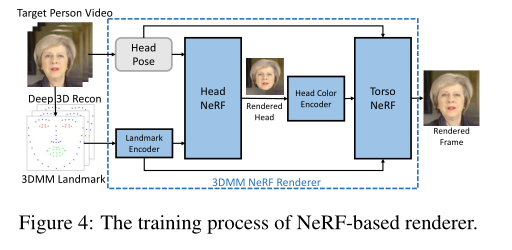 Target Person Video
Head
Pose
Head
NeRF
Rendered
Head
Head Color
Encoder
Torso
NeRF
Rendered
Frame
Deep 3D Recon
Landmark
Encoder
3DMM Landmark
3DMM NeRF Renderer
Figure 4: The training process of NeRF-based renderer.